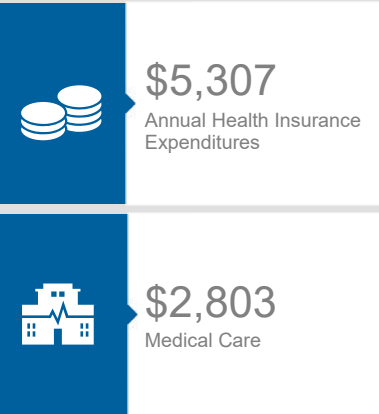 $5,307
Annual Health Insurance
Expenditures
$2,803
Medical Care